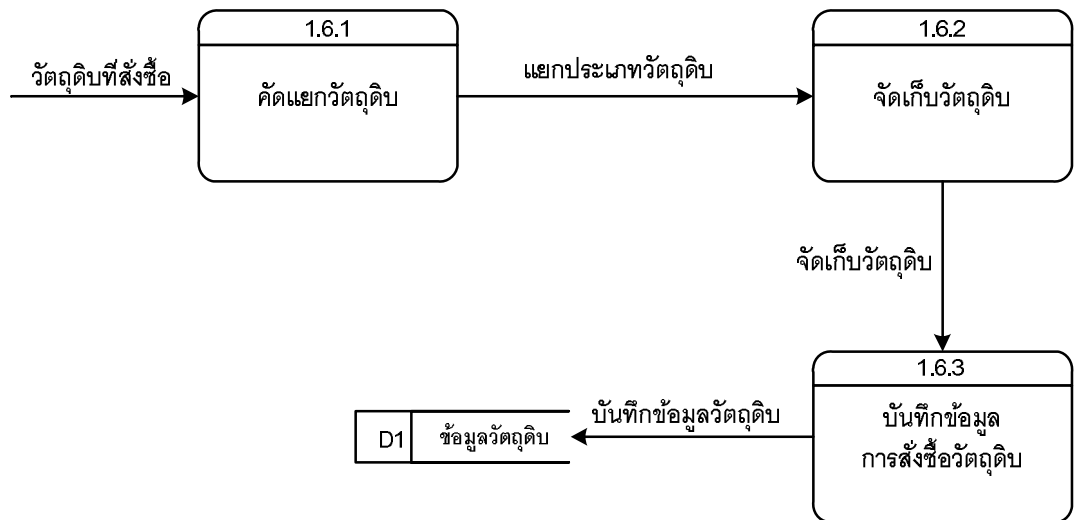 1.6.1
1.6.2
วัตถุดิบที่สั่งซื้อ
แยกประเภทวัตถุดิบ
คัดแยกวัตถุดิบ
จัดเก็บวัตถุดิบ
จัดเก็บวัตถุดิบ
1.6.3
บันทึกข้อมูลวัตถุดิบ
บันทึกข้อมูล
การสั่งซื้อวัตถุดิบ
D1
ข้อมูลวัตถุดิบ